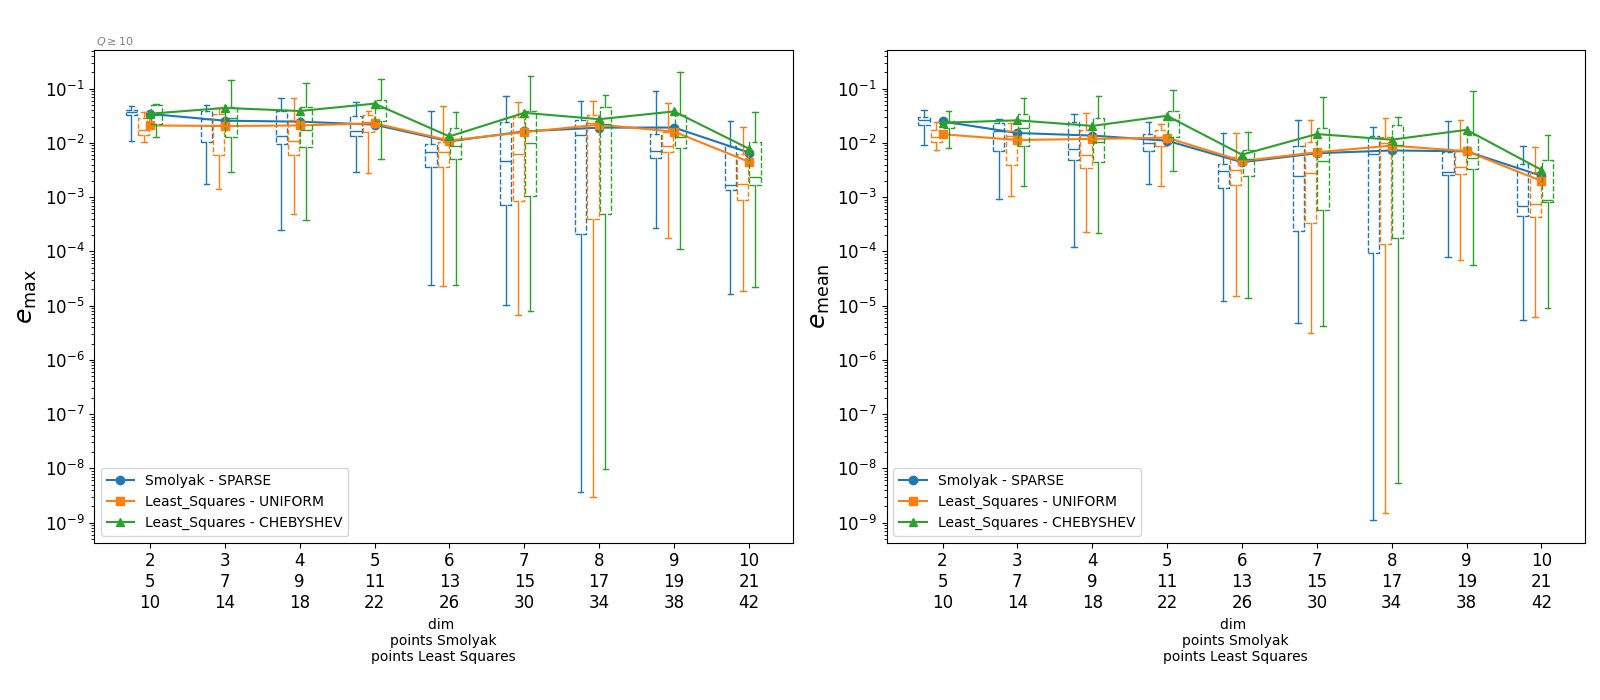 Q ≥ 10
e_max
10⁻¹
10⁻²
10⁻³
10⁻⁴
10⁻⁵
10⁻⁶
10⁻⁷
10⁻⁸
10⁻⁹
Smolyak - SPARSE
Least_Squares - UNIFORM
Least_Squares - CHEBYSHEV
2 3 4 5 6 7 8 9 10
5 7 9 11 13 15 17 19 21
10 14 18 22 26 30 34 38 42
dim
points Smolyak
points Least Squares
e_mean
10⁻¹
10⁻²
10⁻³
10⁻⁴
10⁻⁵
10⁻⁶
10⁻⁷
10⁻⁸
10⁻⁹
Smolyak - SPARSE
Least_Squares - UNIFORM
Least_Squares - CHEBYSHEV
2 3 4 5 6 7 8 9 10
5 7 9 11 13 15 17 19 21
10 14 18 22 26 30 34 38 42
dim
points Smolyak
points Least Squares